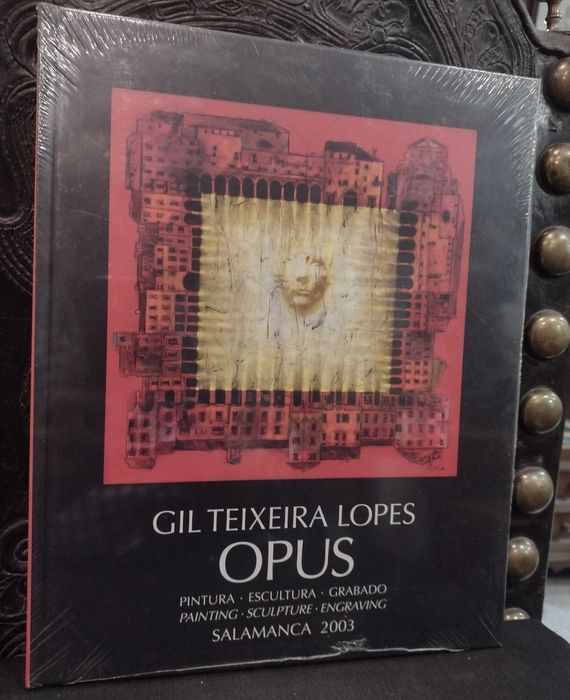 GIL TEIXEIRA LOPES
OPUS
PINTURA · ESCULTURA · GRABADO
PAINTING · SCULPTURE · ENGRAVING
SALAMANCA 2003